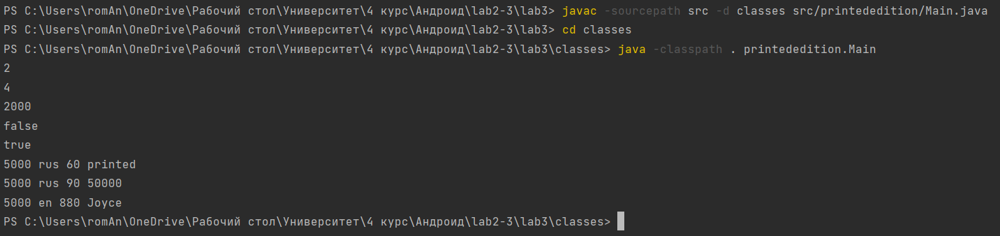 PS C:\Users\romAn\OneDrive\Рабочий стол\Университет\4 курс\Андроид\lab2-3\lab3> javac -sourcepath src -d classes src/printededition/Main.java
PS C:\Users\romAn\OneDrive\Рабочий стол\Университет\4 курс\Андроид\lab2-3\lab3> cd classes
PS C:\Users\romAn\OneDrive\Рабочий стол\Университет\4 курс\Андроид\lab2-3\lab3\classes> java -classpath . printededition.Main
2
4
2000
false
true
5000 rus 60 printed
5000 rus 90 50000
5000 en 880 Joyce
PS C:\Users\romAn\OneDrive\Рабочий стол\Университет\4 курс\Андроид\lab2-3\lab3\classes>